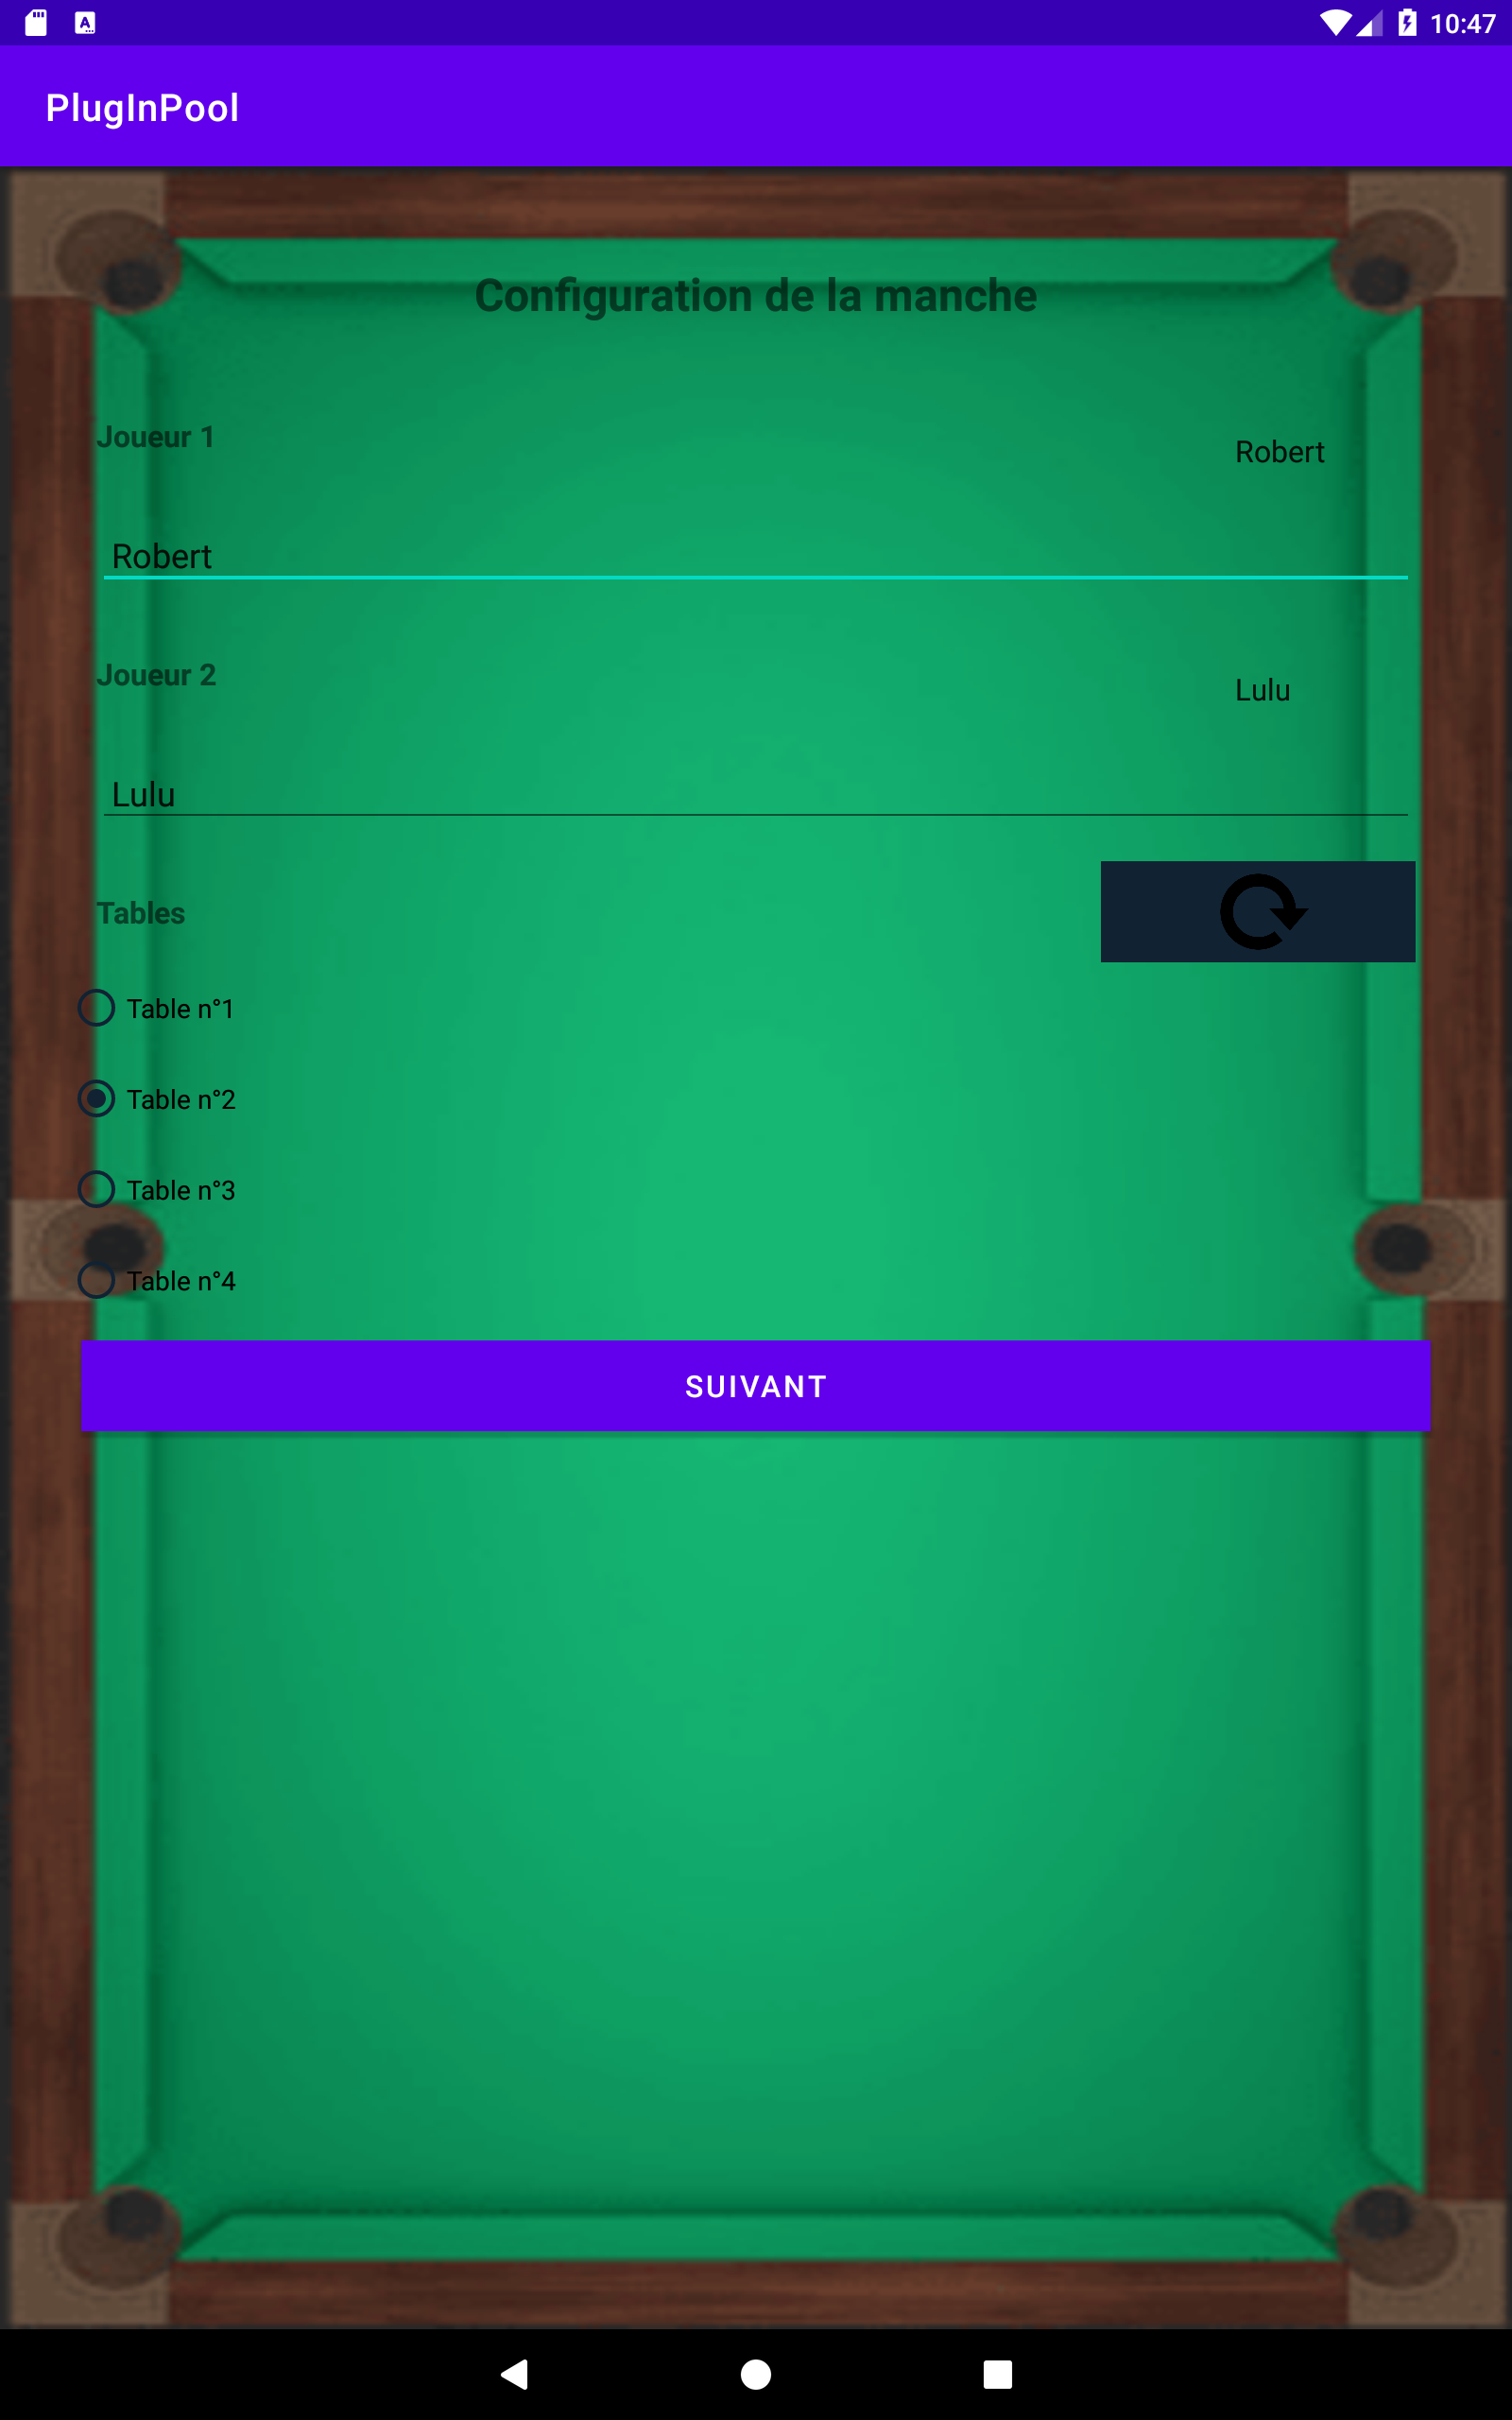 10:47
PlugInPool
Configuration de la manche
Joueur 1
Robert
Robert
Joueur 2
Lulu
Lulu
Tables
Table n°1
Table n°2
Table n°3
Table n°4
SUIVANT